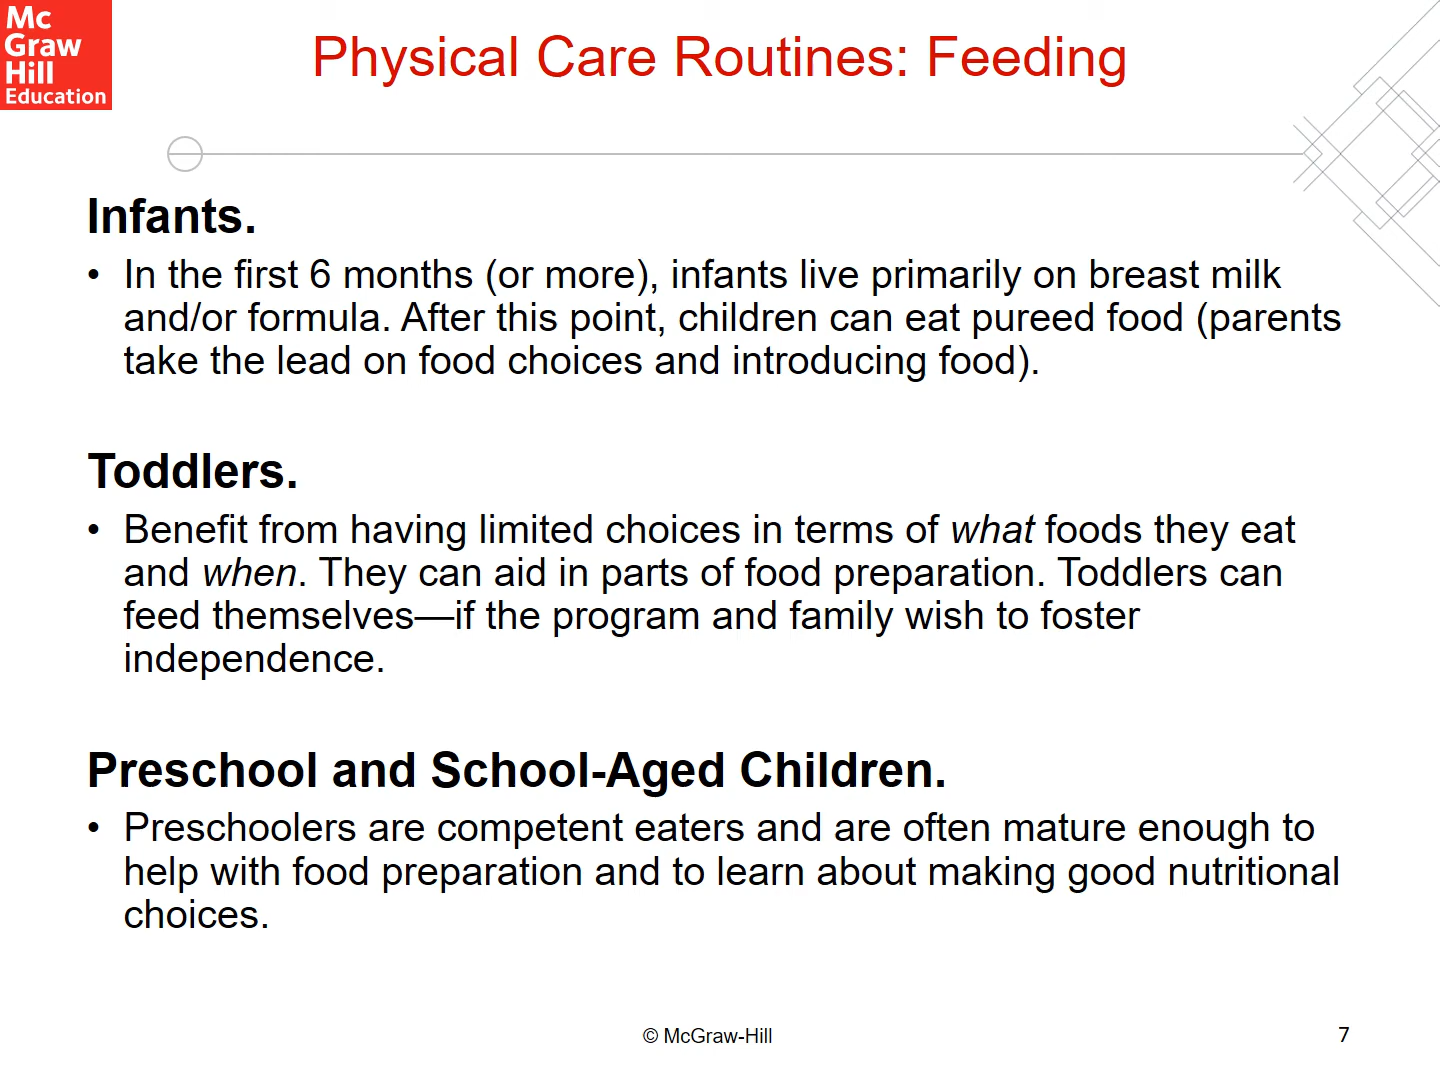 Mc
Graw
Hill
Education
Physical Care Routines: Feeding
Infants.
• In the first 6 months (or more), infants live primarily on breast milk
and/or formula. After this point, children can eat pureed food (parents
take the lead on food choices and introducing food).
Toddlers.
• Benefit from having limited choices in terms of what foods they eat
and when. They can aid in parts of food preparation. Toddlers can
feed themselves—if the program and family wish to foster
independence.
Preschool and School-Aged Children.
• Preschoolers are competent eaters and are often mature enough to
help with food preparation and to learn about making good nutritional
choices.
© McGraw-Hill
7